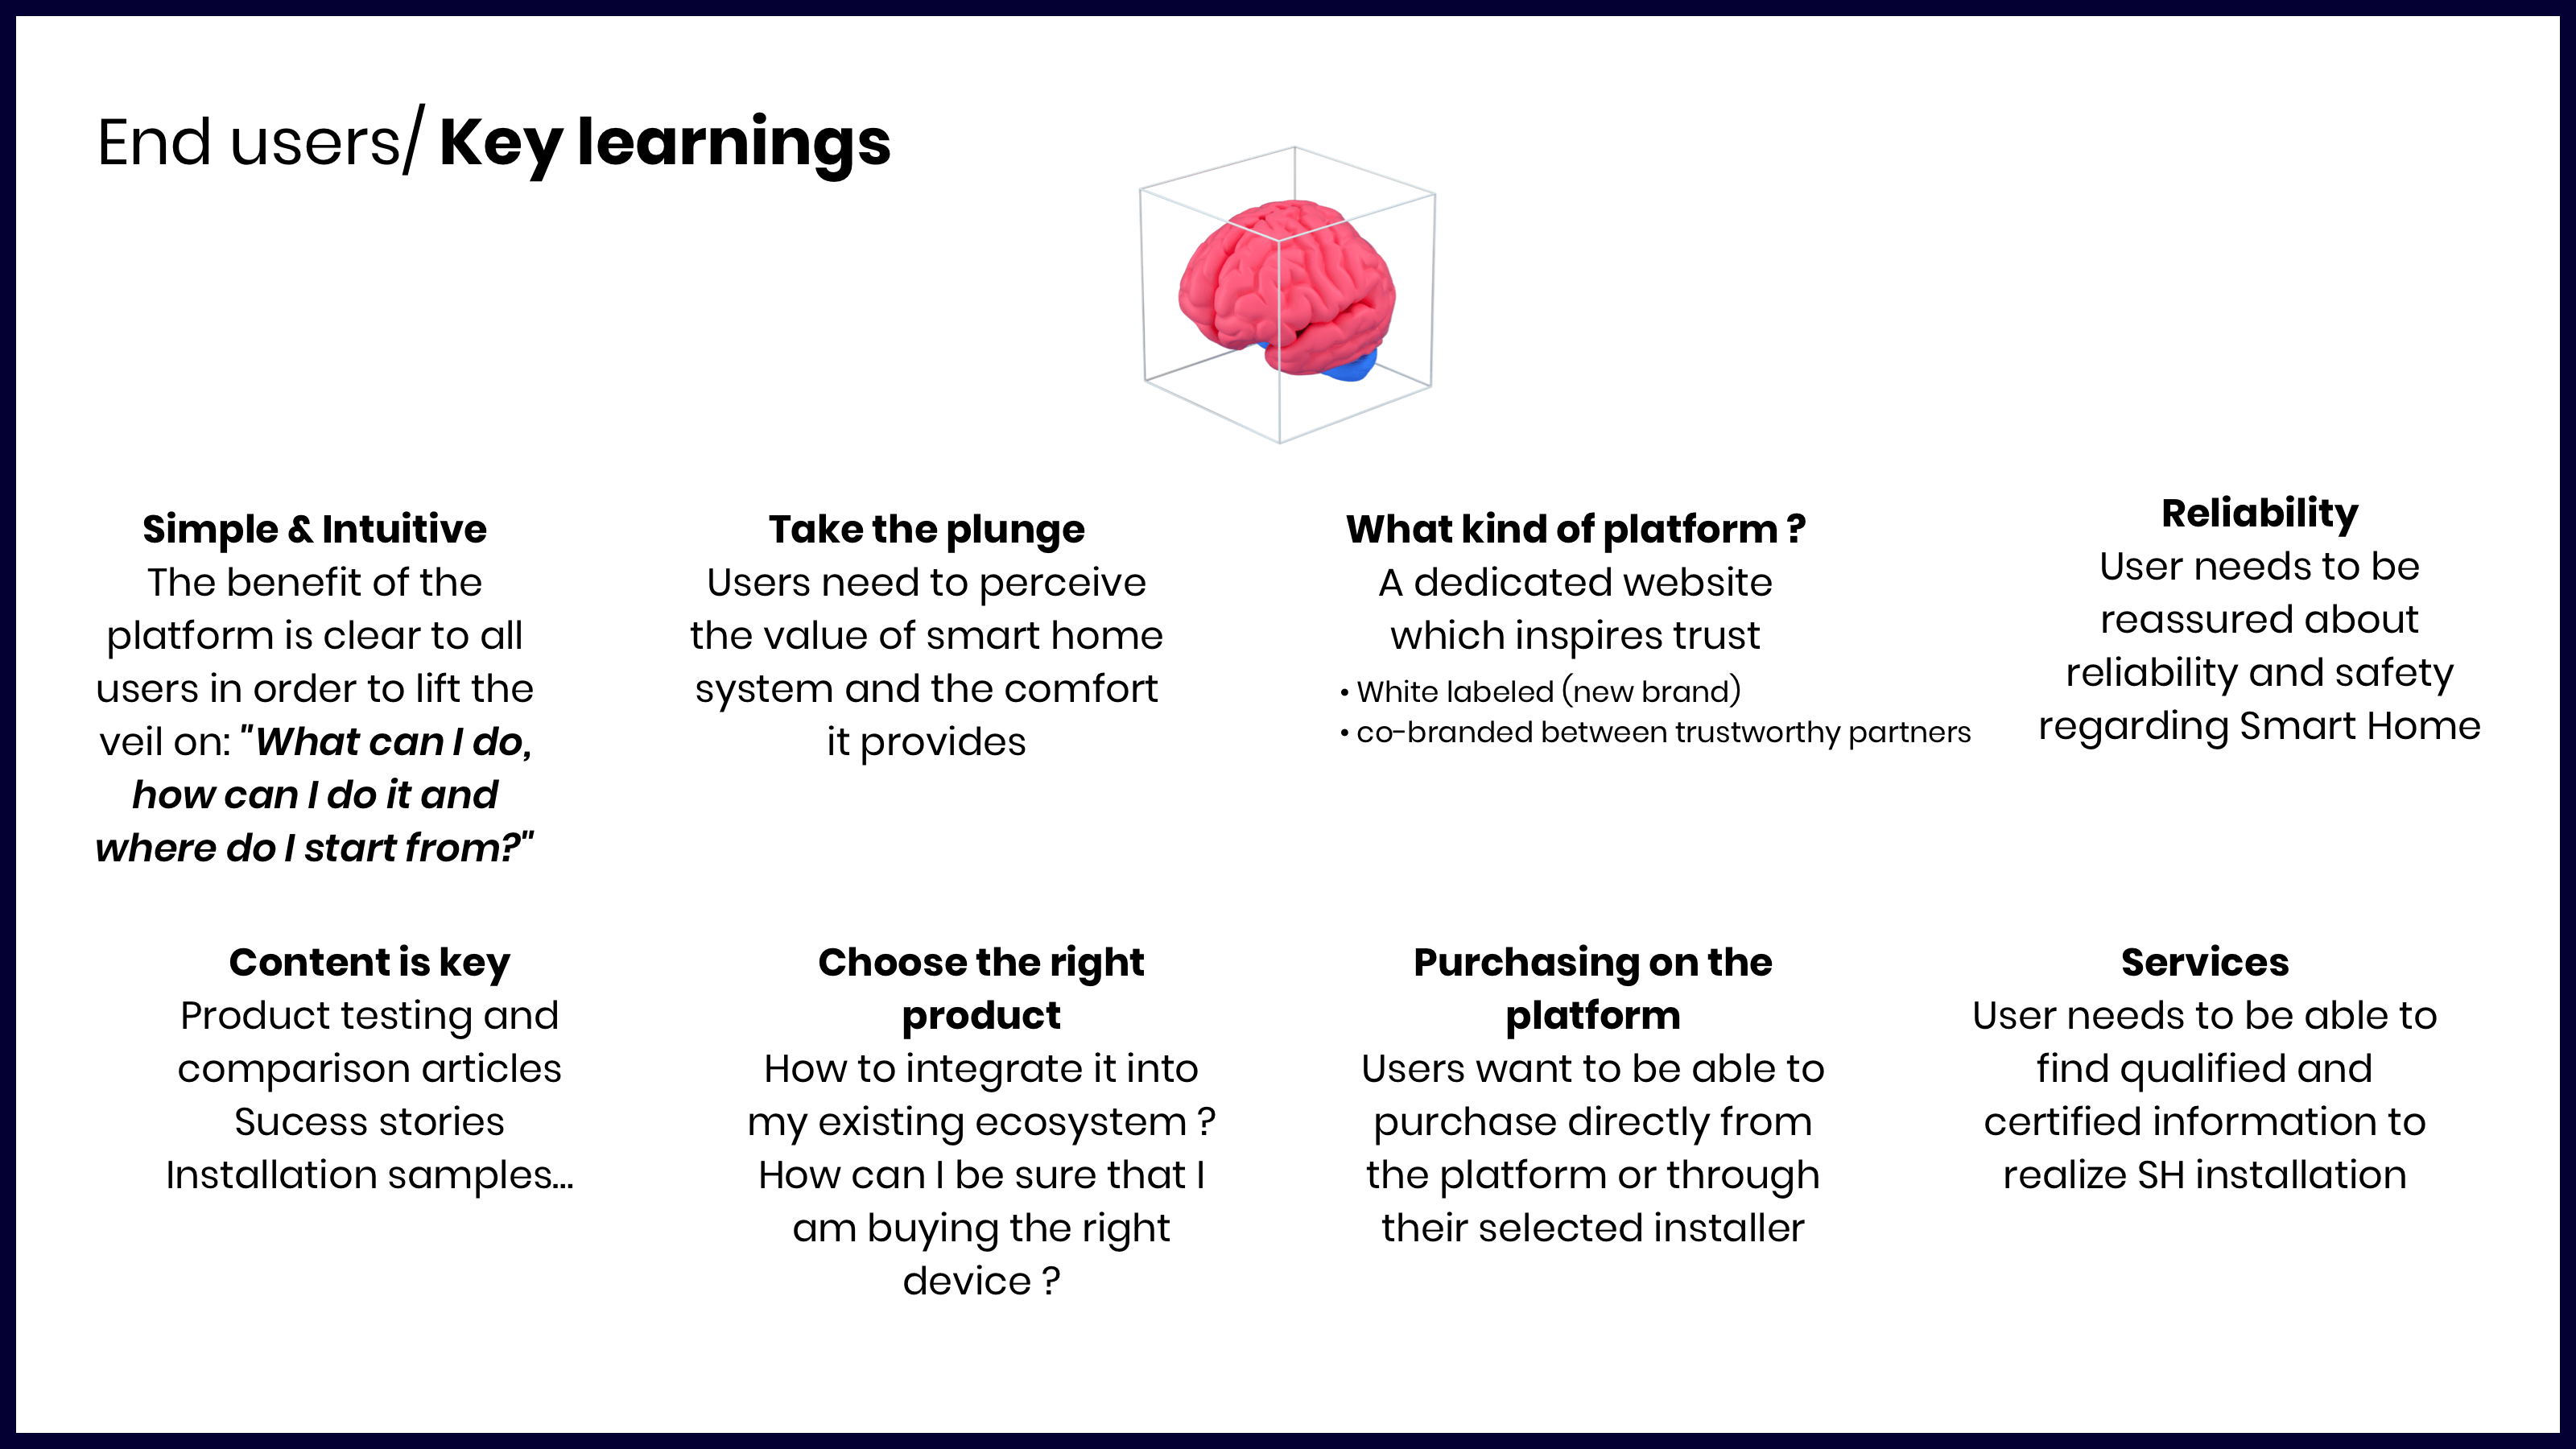 End users/ Key learnings
Simple & Intuitive
The benefit of the
platform is clear to all
users in order to lift the
veil on: "What can I do,
how can I do it and
where do I start from?"
Take the plunge
Users need to perceive
the value of smart home
system and the comfort
it provides
What kind of platform ?
A dedicated website
which inspires trust
• White labeled (new brand)
• co-branded between trustworthy partners
Reliability
User needs to be
reassured about
reliability and safety
regarding Smart Home
Content is key
Product testing and
comparison articles
Sucess stories
Installation samples...
Choose the right
product
How to integrate it into
my existing ecosystem ?
How can I be sure that I
am buying the right
device ?
Purchasing on the
platform
Users want to be able to
purchase directly from
the platform or through
their selected installer
Services
User needs to be able to
find qualified and
certified information to
realize SH installation